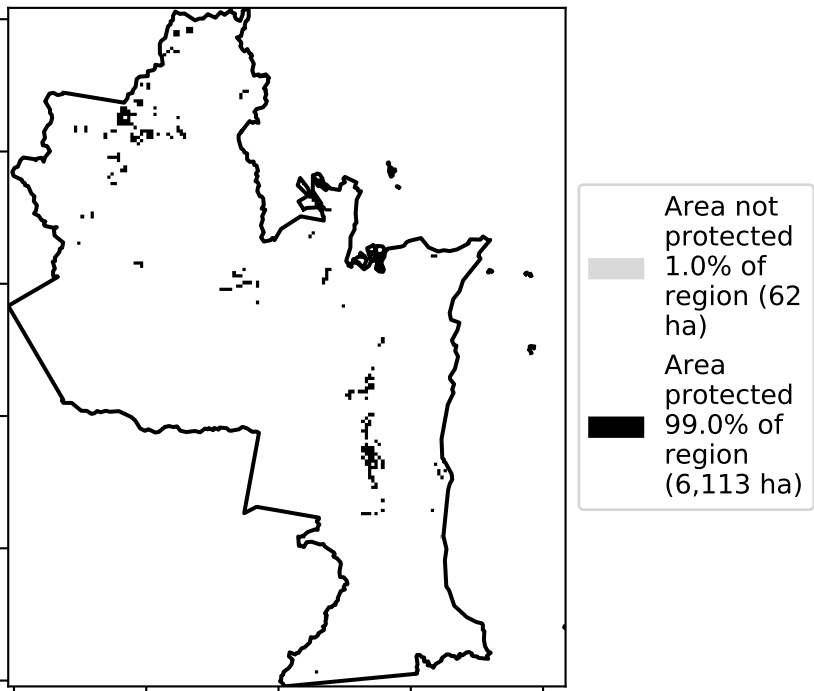 Area not
protected
1.0% of
region (62
ha)
Area
protected
99.0% of
region
(6,113 ha)